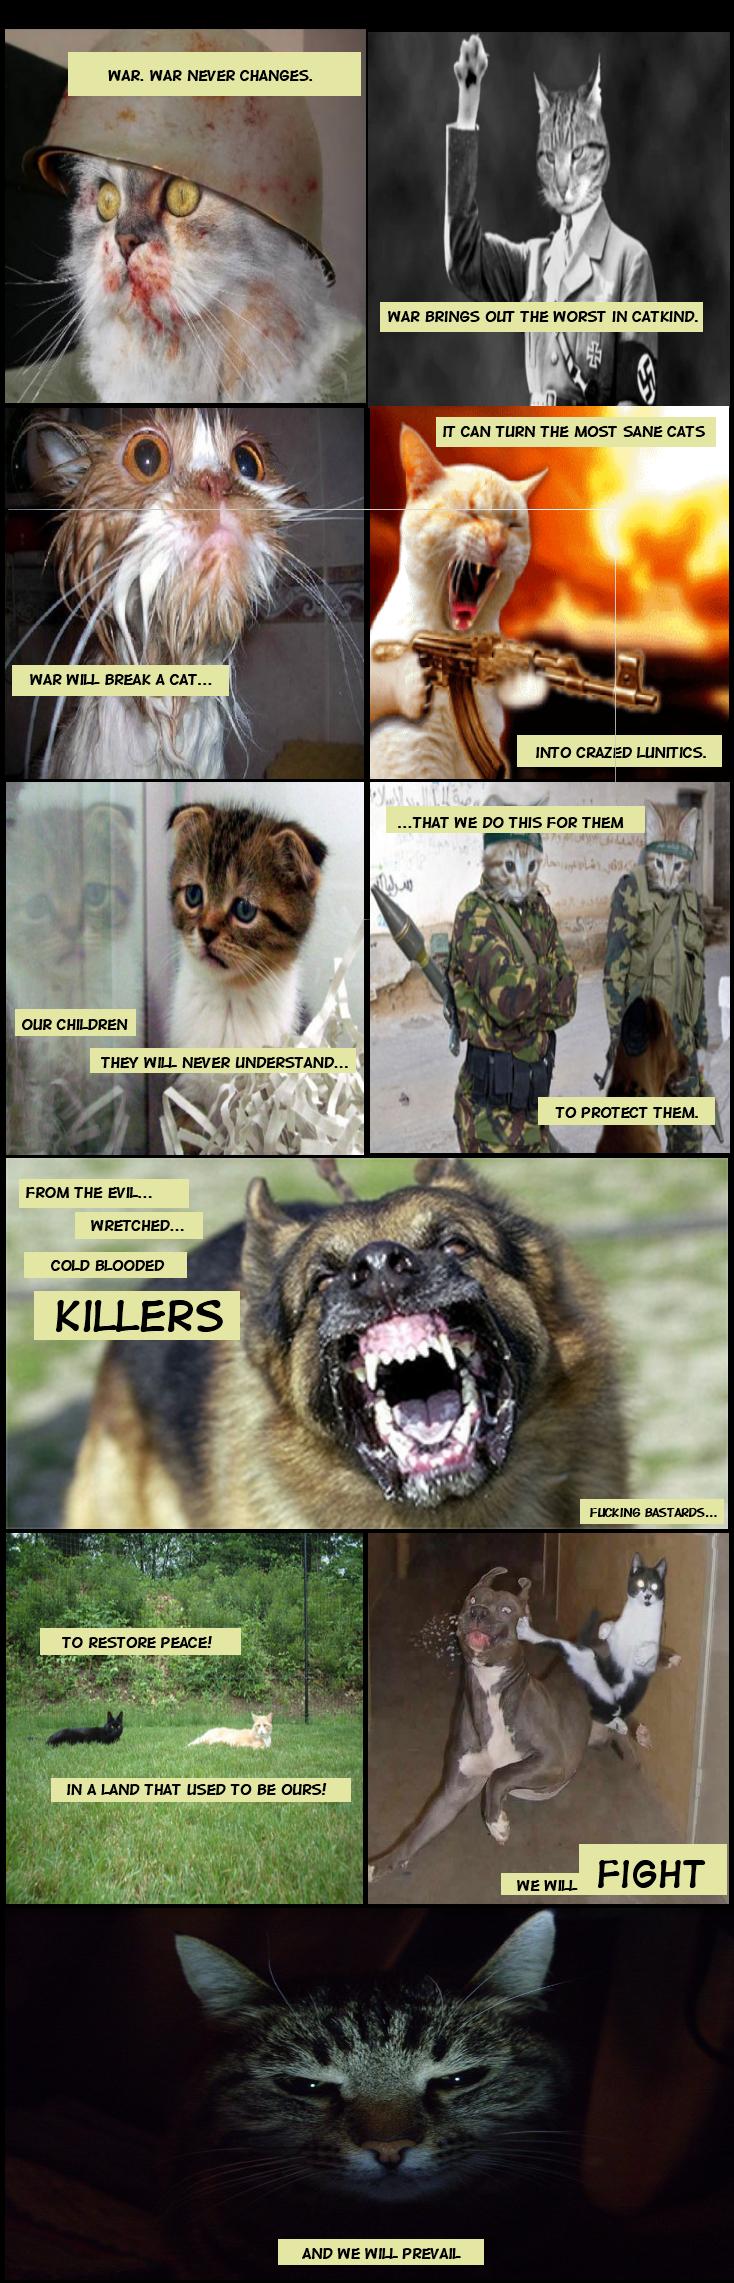 WAR. WAR NEVER CHANGES.
WAR BRINGS OUT THE WORST IN CATKIND.
WAR WILL BREAK A CAT...
IT CAN TURN THE MOST SANE CATS
INTO CRAZED LUNITICS.
OUR CHILDREN
THEY WILL NEVER UNDERSTAND...
...THAT WE DO THIS FOR THEM
TO PROTECT THEM.
FROM THE EVIL...
WRETCHED...
COLD BLOODED
KILLERS
FUCKING BASTARDS...
TO RESTORE PEACE!
IN A LAND THAT USED TO BE OURS!
WE WILL FIGHT
AND WE WILL PREVAIL